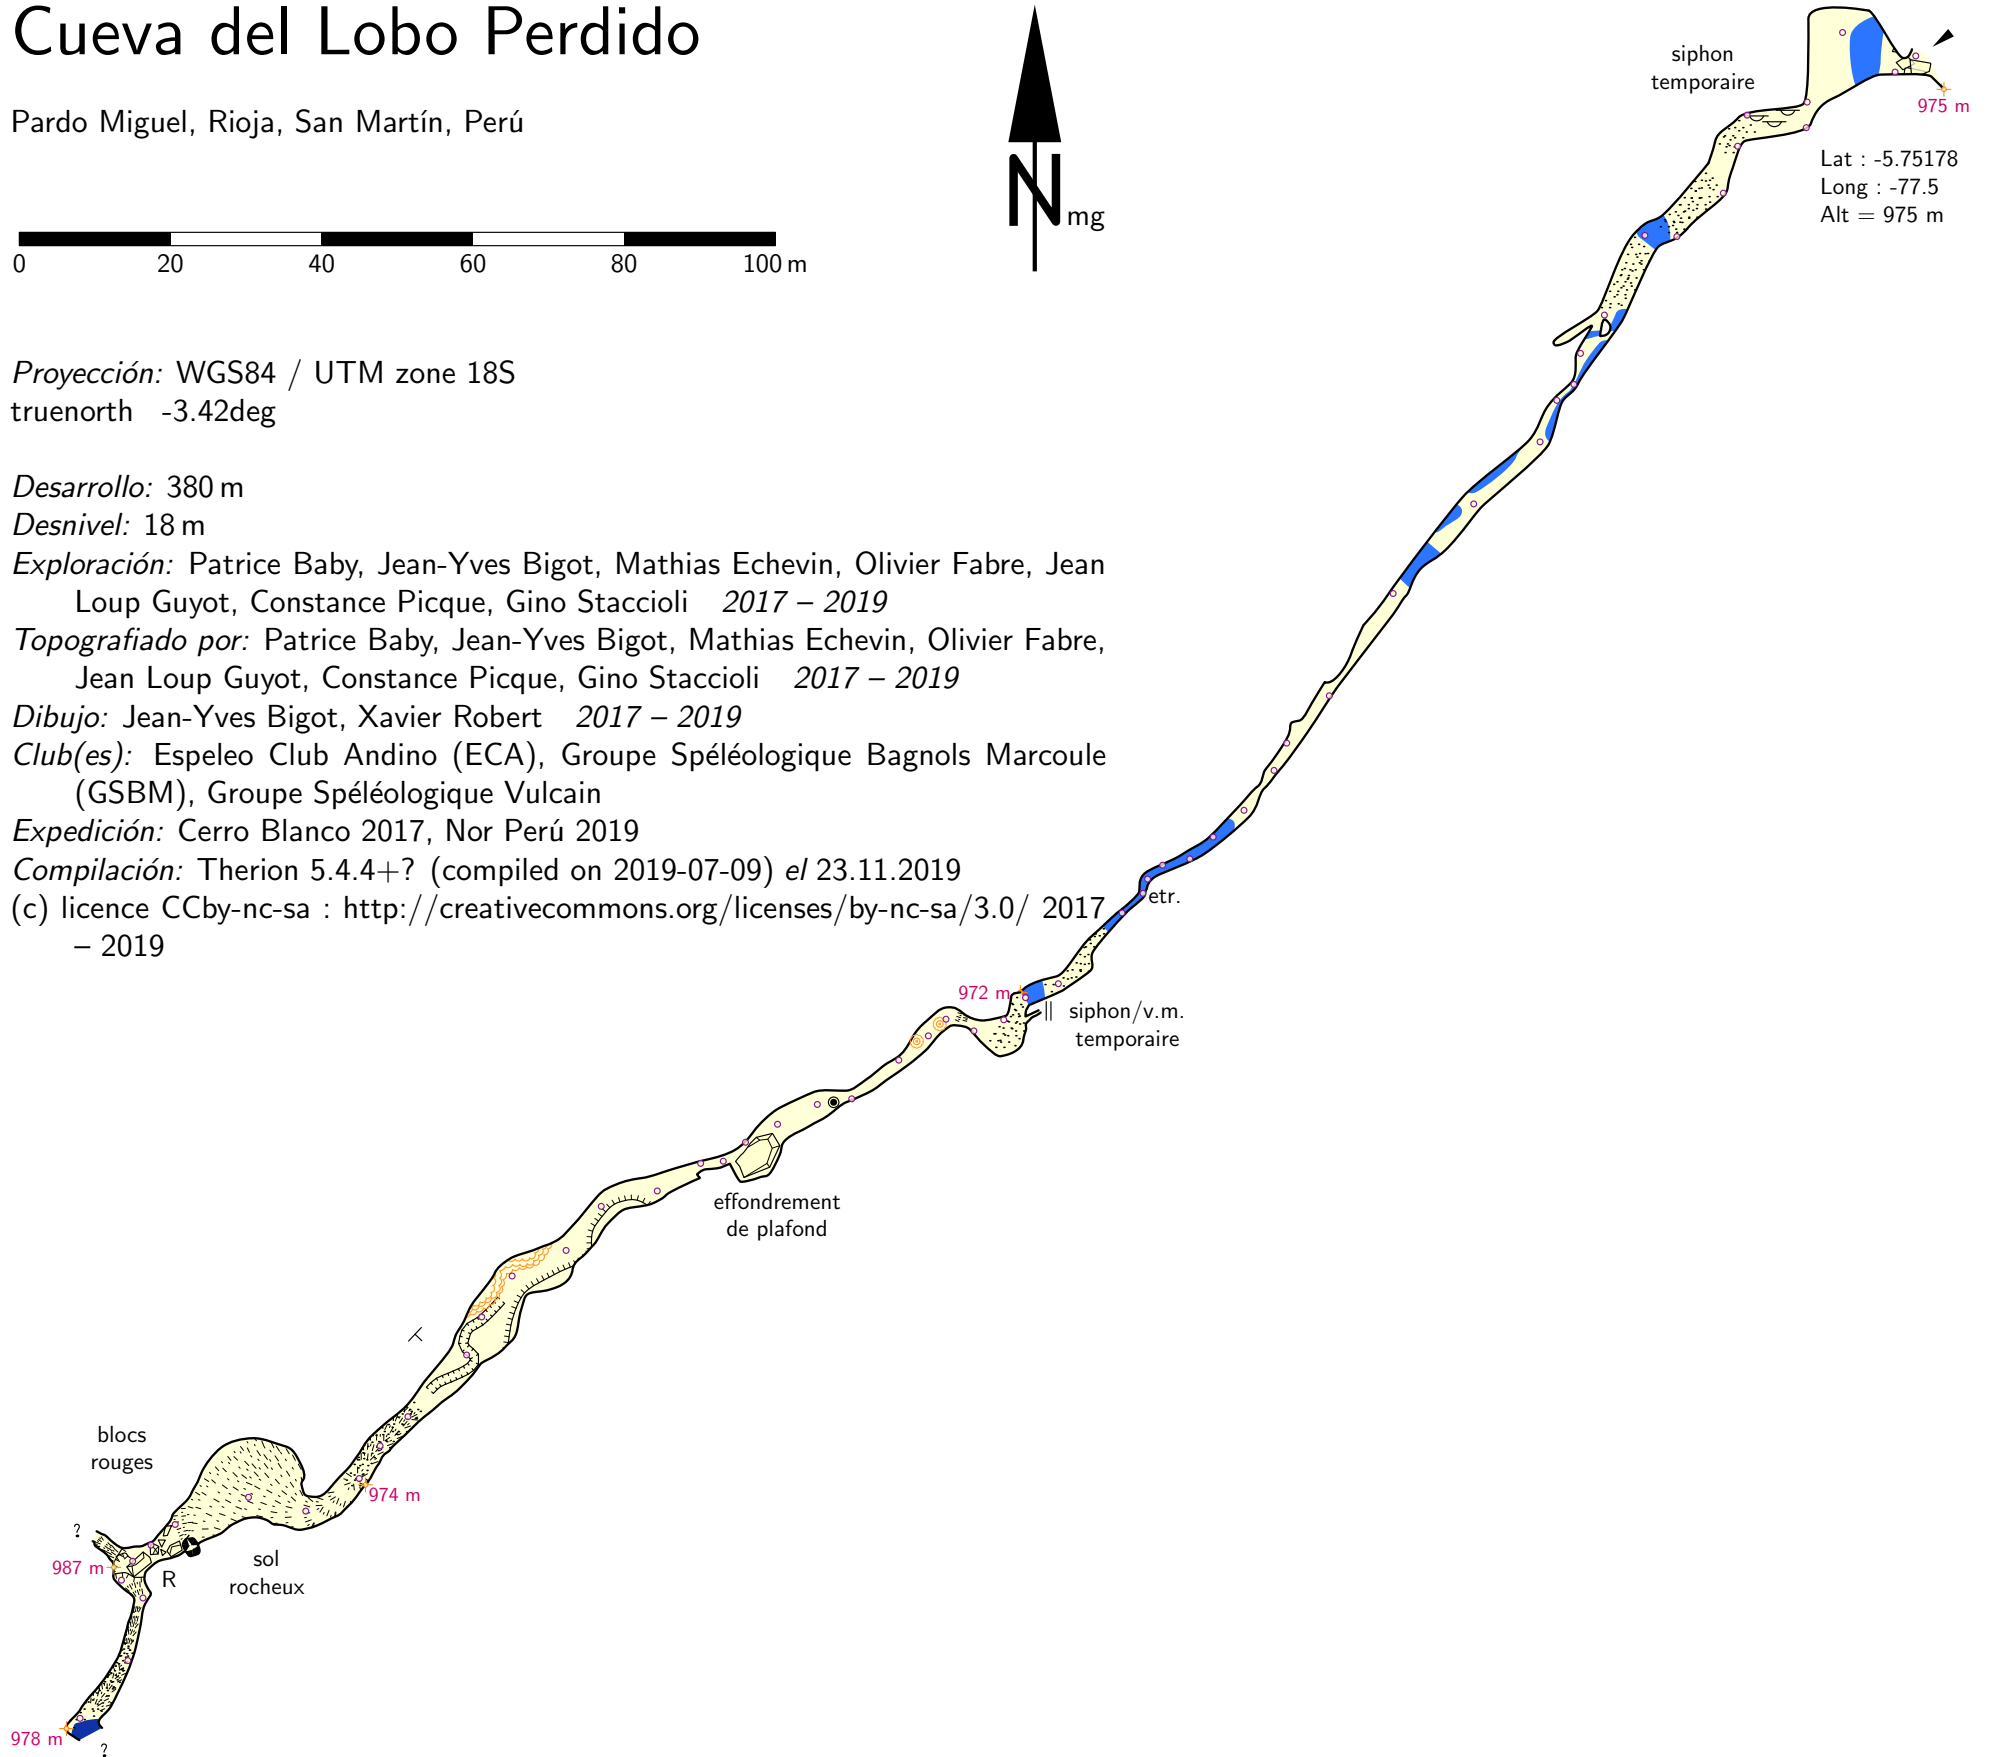 Cueva del Lobo Perdido
Pardo Miguel, Rioja, San Martín, Perú
0 20 40 60 80 100 m
N mg
Proyección: WGS84 / UTM zone 18S
truenorth -3.42deg
Desarrollo: 380 m
Desnivel: 18 m
Exploración: Patrice Baby, Jean-Yves Bigot, Mathias Echevin, Olivier Fabre, Jean
Loup Guyot, Constance Picque, Gino Staccioli 2017 – 2019
Topografiado por: Patrice Baby, Jean-Yves Bigot, Mathias Echevin, Olivier Fabre,
Jean Loup Guyot, Constance Picque, Gino Staccioli 2017 – 2019
Dibujo: Jean-Yves Bigot, Xavier Robert 2017 – 2019
Club(es): Espeleo Club Andino (ECA), Groupe Spéléologique Bagnols Marcoule
(GSBM), Groupe Spéléologique Vulcain
Expedición: Cerro Blanco 2017, Nor Perú 2019
Compilación: Therion 5.4.4+? (compiled on 2019-07-09) el 23.11.2019
(c) licence CCby-nc-sa : http://creativecommons.org/licenses/by-nc-sa/3.0/ 2017
– 2019
siphon
temporaire
975 m
Lat : -5.75178
Long : -77.5
Alt = 975 m
etr.
972 m
siphon/v.m.
temporaire
effondrement
de plafond
blocs
rouges
974 m
?
987 m
R
sol
rocheux
978 m
?